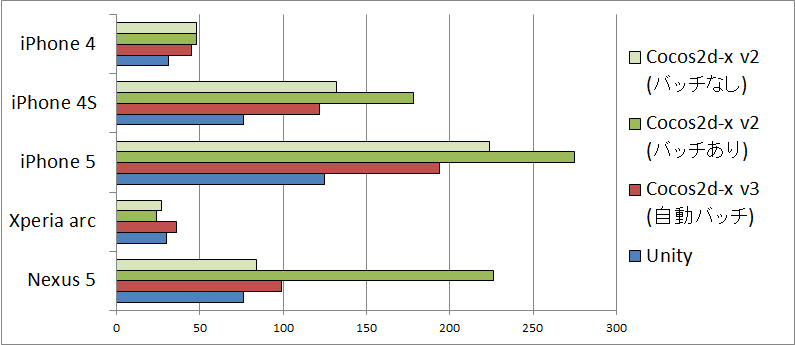 iPhone 4
iPhone 4S
iPhone 5
Xperia arc
Nexus 5
0 50 100 150 200 250 300
Cocos2d-x v2
(バッチなし)
Cocos2d-x v2
(バッチあり)
Cocos2d-x v3
(自動バッチ)
Unity